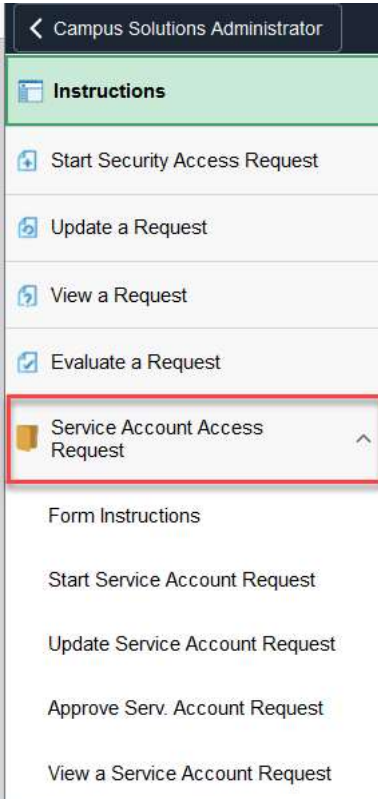 Campus Solutions Administrator
Instructions
Start Security Access Request
Update a Request
View a Request
Evaluate a Request
Service Account Access
Request
Form Instructions
Start Service Account Request
Update Service Account Request
Approve Serv. Account Request
View a Service Account Request